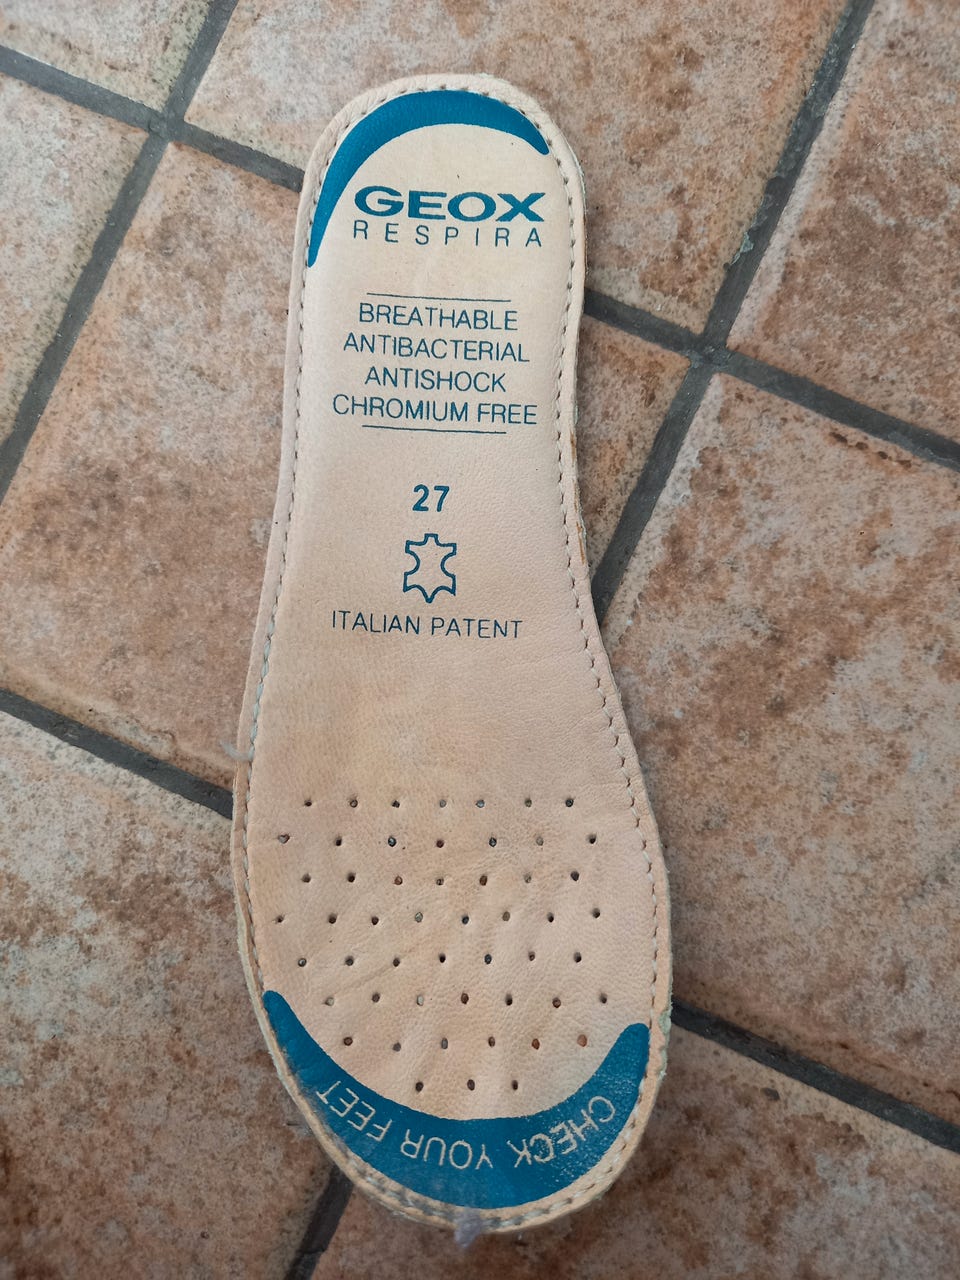 GEOX
RESPIRA
BREATHABLE
ANTIBACTERIAL
ANTISHOCK
CHROMIUM FREE
27
ITALIAN PATENT
CHECK YOUR FEET